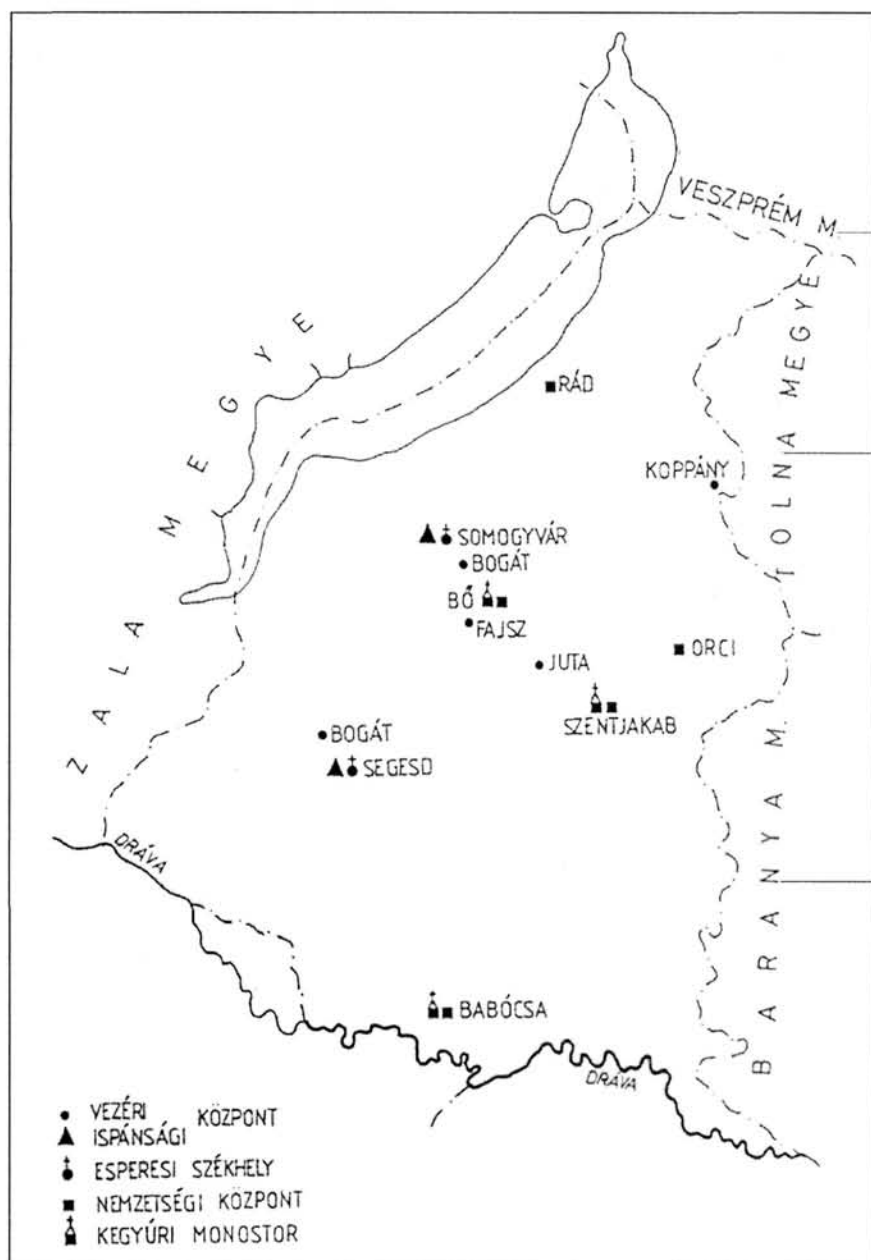 VESZPRÉM M.
ZALA MEGYE
TOLNA MEGYE
RÁD
KOPPÁNY
SOMOGYVÁR
BOGÁT
BŐ
FAJSZ
ORCI
JUTA
SZENTJAKAB
BOGÁT
SEGESD
BARANYA M.
DRÁVA
BABÓCSA
DRÁVA
VEZÉRI KÖZPONT
ISPÁNSÁGI
ESPERESI SZÉKHELY
NEMZETSÉGI KÖZPONT
KEGYÚRI MONOSTOR